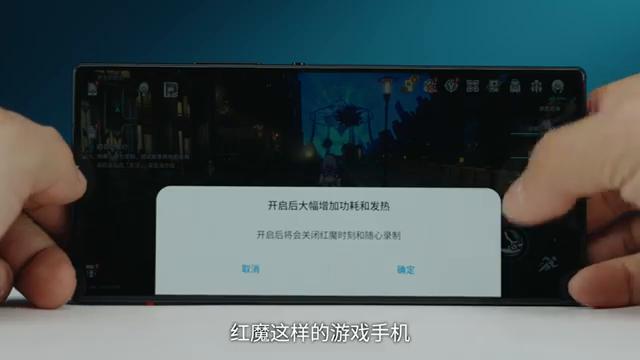 开启后大幅增加功耗和发热
开启后将会关闭红魔时刻和随心录制
取消
确定
红魔这样的游戏手机